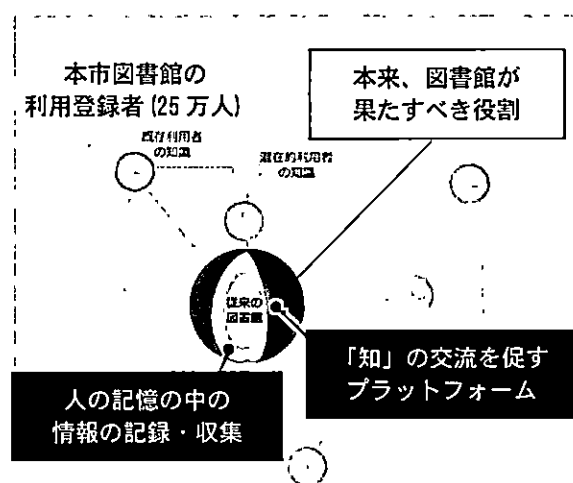 本市図書館の
利用登録者(25万人)
本来、図書館が
果たすべき役割
既存利用者
の知識
潜在的利用者
の知識
従来の
図書館
「知」の交流を促す
プラットフォーム
人の記憶の中の
情報の記録・収集